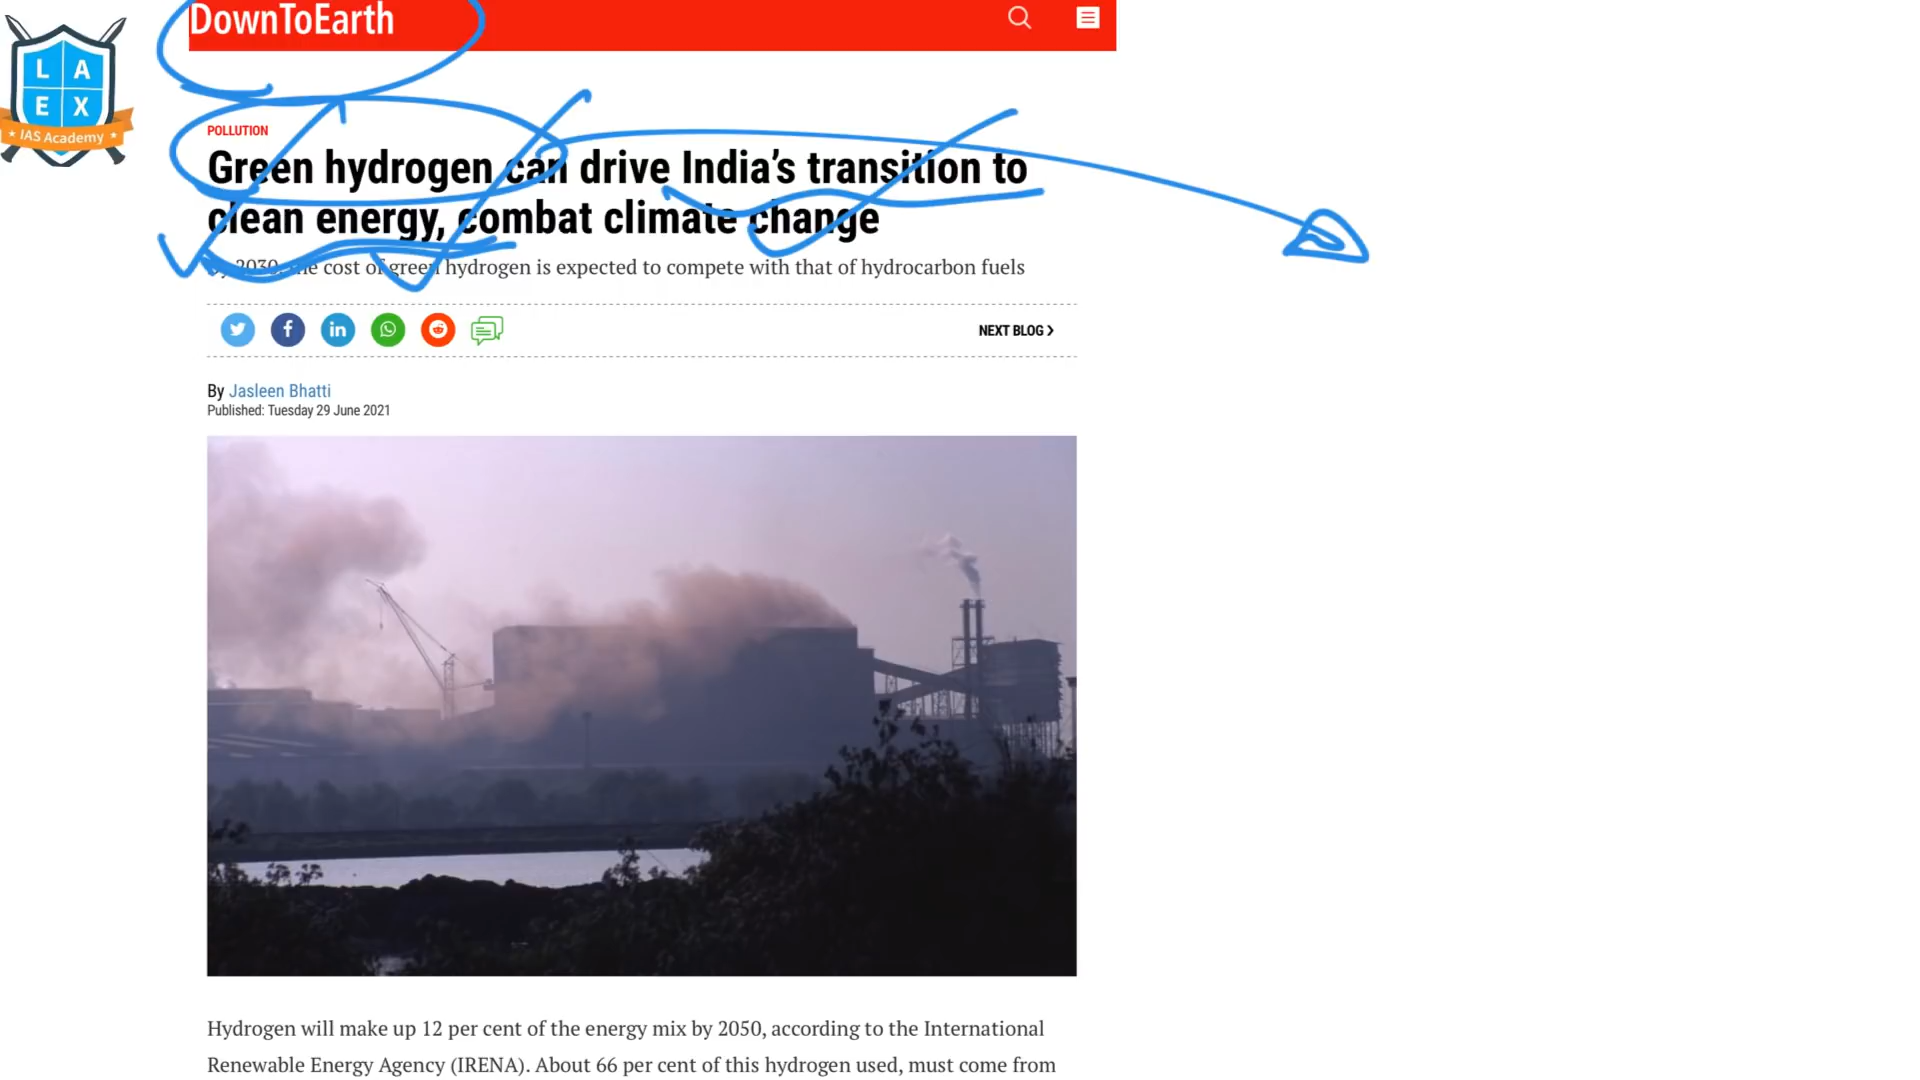 L A
E X
IAS Academy
DownToEarth
POLLUTION
Green hydrogen can drive India’s transition to
clean energy, combat climate change
By 2030, the cost of green hydrogen is expected to compete with that of hydrocarbon fuels
NEXT BLOG
By Jasleen Bhatti
Published: Tuesday 29 June 2021
Hydrogen will make up 12 per cent of the energy mix by 2050, according to the International
Renewable Energy Agency (IRENA). About 66 per cent of this hydrogen used, must come from